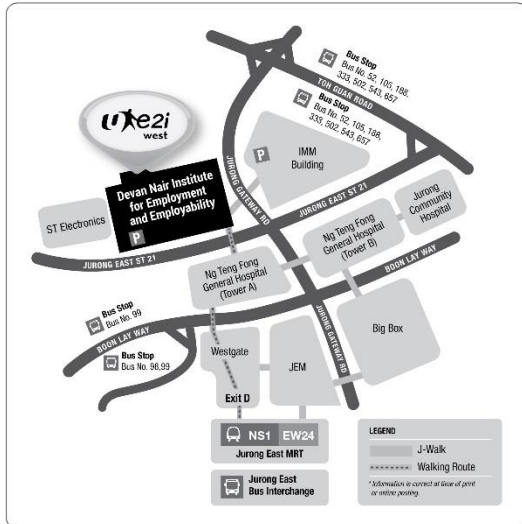 Bus Stop
Bus No. 52, 105, 188,
333, 502, 543, 657
TOH GUAN ROAD
Bus Stop
Bus No. 52, 105, 188,
333, 502, 543, 657
e2i
west
IMM
Building
P
JURONG GATEWAY RD
Devan Nair Institute
for Employment
and Employability
P
ST Electronics
JURONG EAST ST 21
JURONG EAST ST 21
Jurong
Community
Hospital
Ng Teng Fong
General Hospital
(Tower B)
Ng Teng Fong
General Hospital
(Tower A)
BOON LAY WAY
Bus Stop
Bus No. 99
BOON LAY WAY
Bus Stop
Bus No. 98,99
JURONG GATEWAY RD
Big Box
Westgate
JEM
Exit D
NS1 EW24
Jurong East MRT
Jurong East
Bus Interchange
LEGEND
J-Walk
Walking Route
* Information is correct at time of print
or online posting.